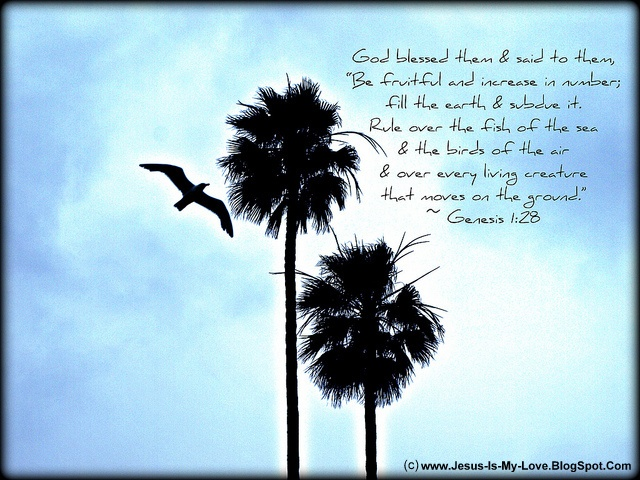 God blessed them & said to them,
"Be fruitful and increase in number;
fill the earth & subdue it.
Rule over the fish of the sea
& the birds of the air
& over every living creature
that moves on the ground."
~ Genesis 1:28
(c) www.Jesus-Is-My-Love.BlogSpot.Com